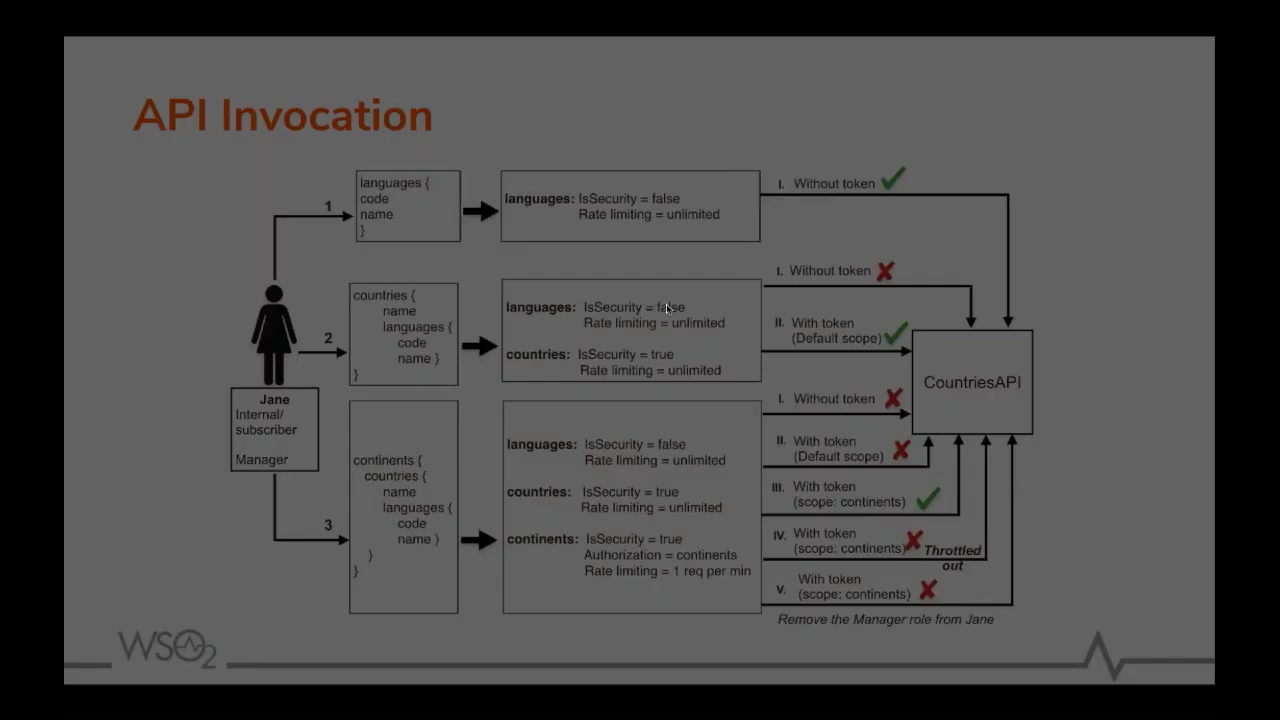 API Invocation
1
languages {
code
name
}
languages: IsSecurity = false
Rate limiting = unlimited
I. Without token
2
countries {
name
languages {
code
name }
}
languages: IsSecurity = false
Rate limiting = unlimited
countries: IsSecurity = true
Rate limiting = unlimited
I. Without token
II. With token
(Default scope)
CountriesAPI
Jane
Internal/
subscriber
Manager
3
continents {
countries {
name
languages {
code
name }
}
}
languages: IsSecurity = false
Rate limiting = unlimited
countries: IsSecurity = true
Rate limiting = unlimited
continents: IsSecurity = true
Authorization = continents
Rate limiting = 1 req per min
I. Without token
II. With token
(Default scope)
III. With token
(scope: continents)
IV. With token
(scope: continents)
Throttled
out
V. With token
(scope: continents)
Remove the Manager role from Jane
WSO2